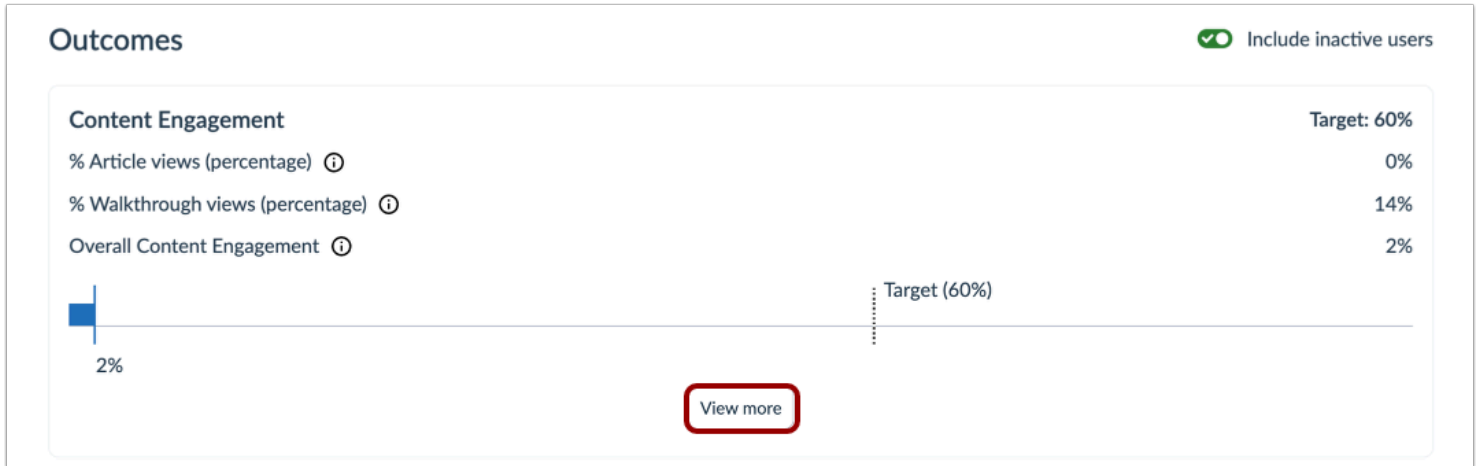 Outcomes
Include inactive users
Content Engagement
Target: 60%
% Article views (percentage)
0%
% Walkthrough views (percentage)
14%
Overall Content Engagement
2%
Target (60%)
2%
View more